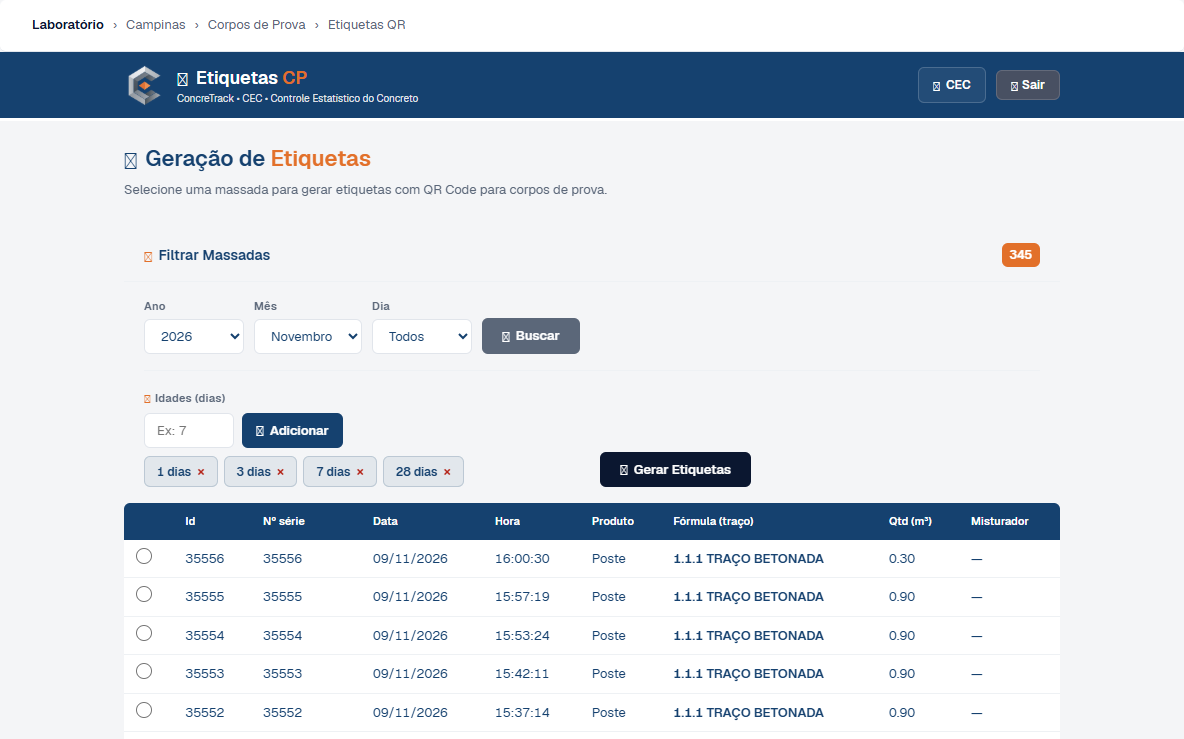 Laboratório › Campinas › Corpos de Prova › Etiquetas QR
Etiquetas CP
ConcreTrack • CEC • Controle Estatístico do Concreto
CEC
Sair
Geração de Etiquetas
Selecione uma massada para gerar etiquetas com QR Code para corpos de prova.
Filtrar Massadas
345
Ano Mês Dia
2026 Novembro Todos Buscar
Idades (dias)
Ex: 7 Adicionar
1 dias × 3 dias × 7 dias × 28 dias × Gerar Etiquetas
Id Nº série Data Hora Produto Fórmula (traço) Qtd (m³) Misturador
35556 35556 09/11/2026 16:00:30 Poste 1.1.1 TRAÇO BETONADA 0.30 —
35555 35555 09/11/2026 15:57:19 Poste 1.1.1 TRAÇO BETONADA 0.90 —
35554 35554 09/11/2026 15:53:24 Poste 1.1.1 TRAÇO BETONADA 0.90 —
35553 35553 09/11/2026 15:42:11 Poste 1.1.1 TRAÇO BETONADA 0.90 —
35552 35552 09/11/2026 15:37:14 Poste 1.1.1 TRAÇO BETONADA 0.90 —